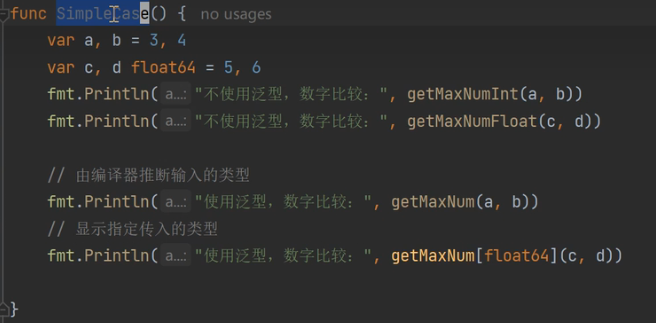 func SimpleCase() {  no usages
    var a, b = 3, 4
    var c, d float64 = 5, 6
    fmt.Println( a...: "不使用泛型，数字比较：", getMaxNumInt(a, b))
    fmt.Println( a...: "不使用泛型，数字比较：", getMaxNumFloat(c, d))
    // 由编译器推断输入的类型
    fmt.Println( a...: "使用泛型，数字比较：", getMaxNum(a, b))
    // 显示指定传入的类型
    fmt.Println( a...: "使用泛型，数字比较：", getMaxNum[float64](c, d))
}